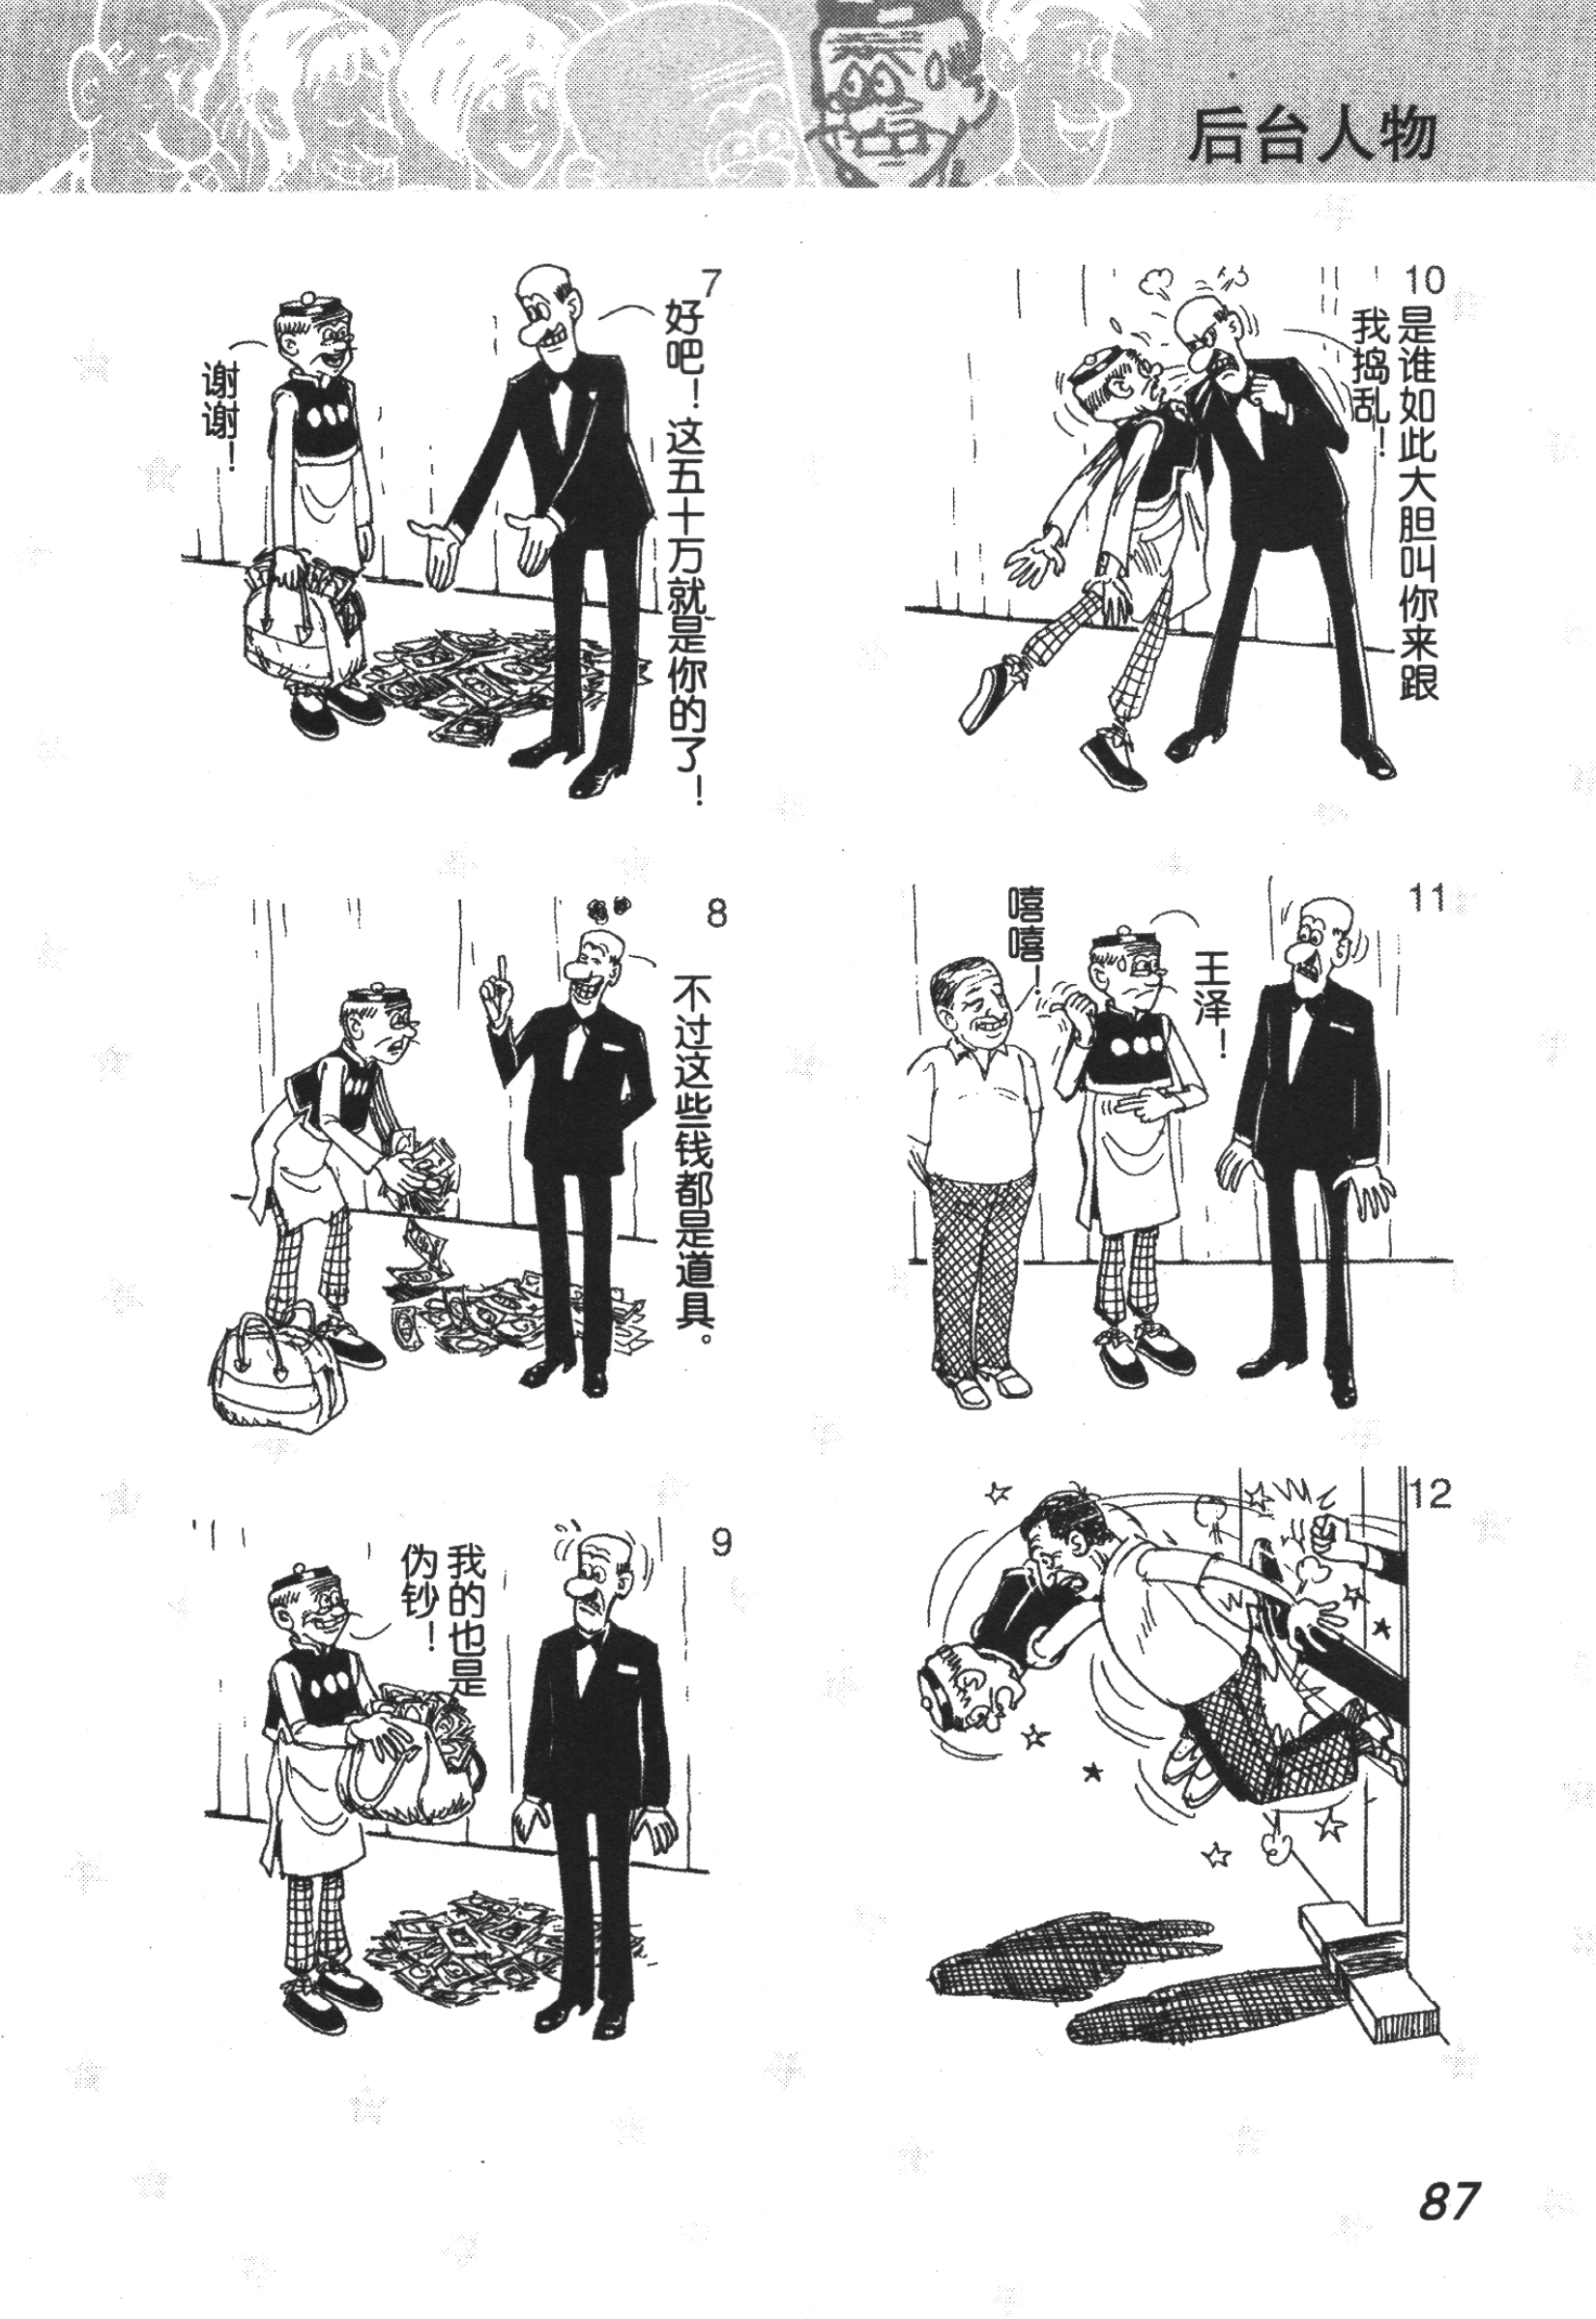 后台人物
7
好吧！这五十万就是你的了！
谢谢！
8
不过这些钱都是道具。
9
我的也是
伪钞！
10
是谁如此大胆叫你来跟
我捣乱！
11
王泽！
嘻嘻！
12
87